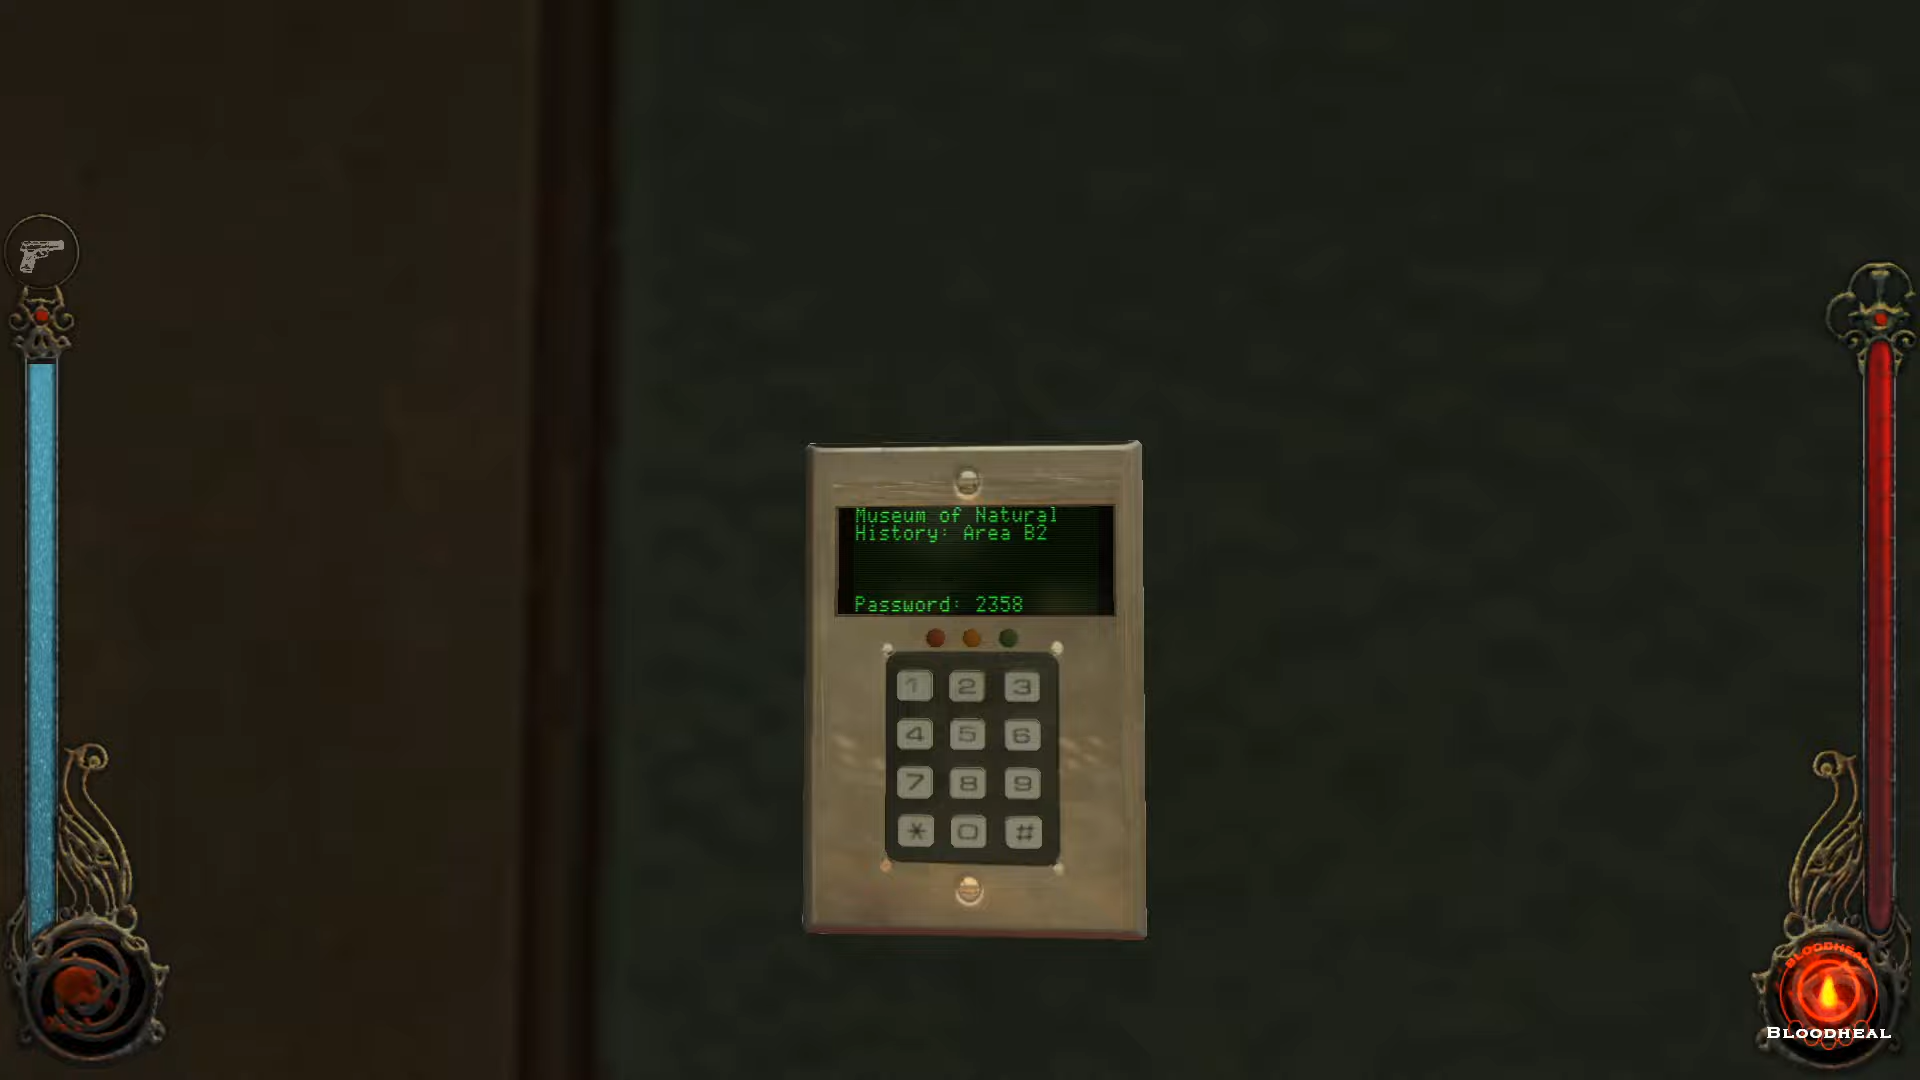 Museum of Natural
History: Area B2
Password: 2358
1 2 3
4 5 6
7 8 9
* 0 #
BLOODHEAL
BLOODHEAL